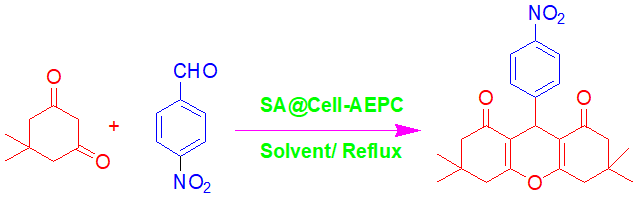 O
O
+
CHO
NO2
SA@Cell-AEPC
Solvent/ Reflux
NO2
O
O
O